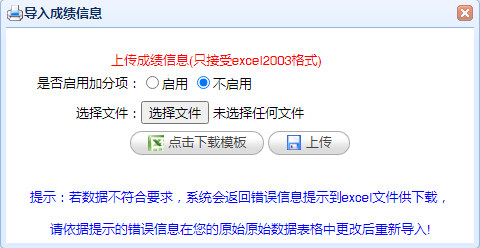 导入成绩信息
上传成绩信息(只接受excel2003格式)
是否启用加分项：启用 不启用
选择文件：选择文件 未选择任何文件
点击下载模板 上传
提示：若数据不符合要求，系统会返回错误信息提示到excel文件供下载，
请依据提示的错误信息在您的原始原始数据表格中更改后重新导入!